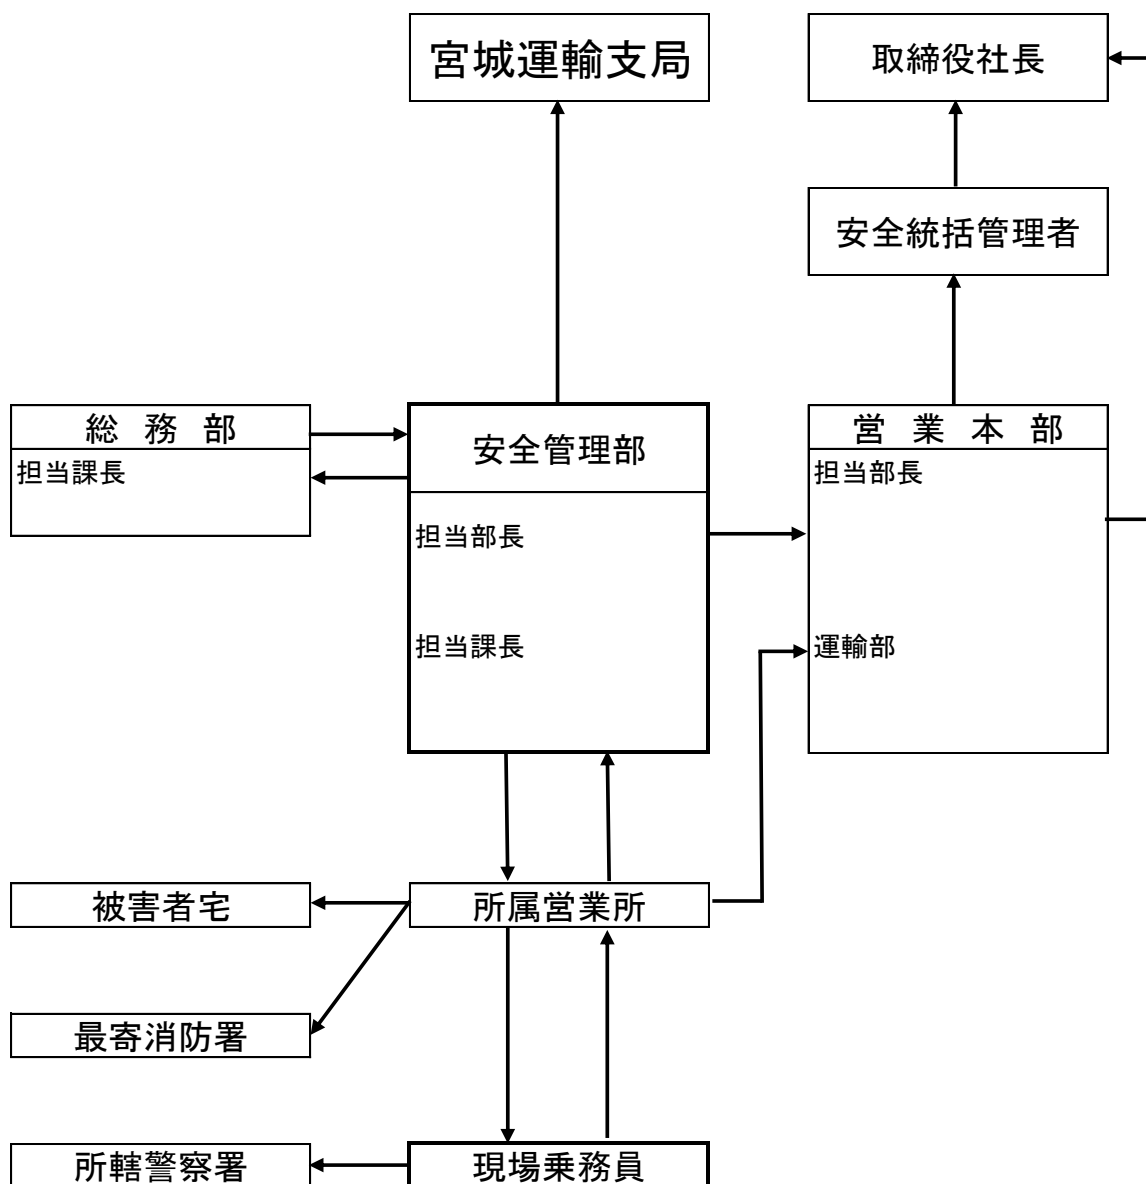 宮城運輸支局
取締役社長
安全統括管理者
総　務　部
担当課長
安全管理部
担当部長
担当課長
営　業　本　部
担当部長
運輸部
被害者宅
所属営業所
最寄消防署
所轄警察署
現場乗務員